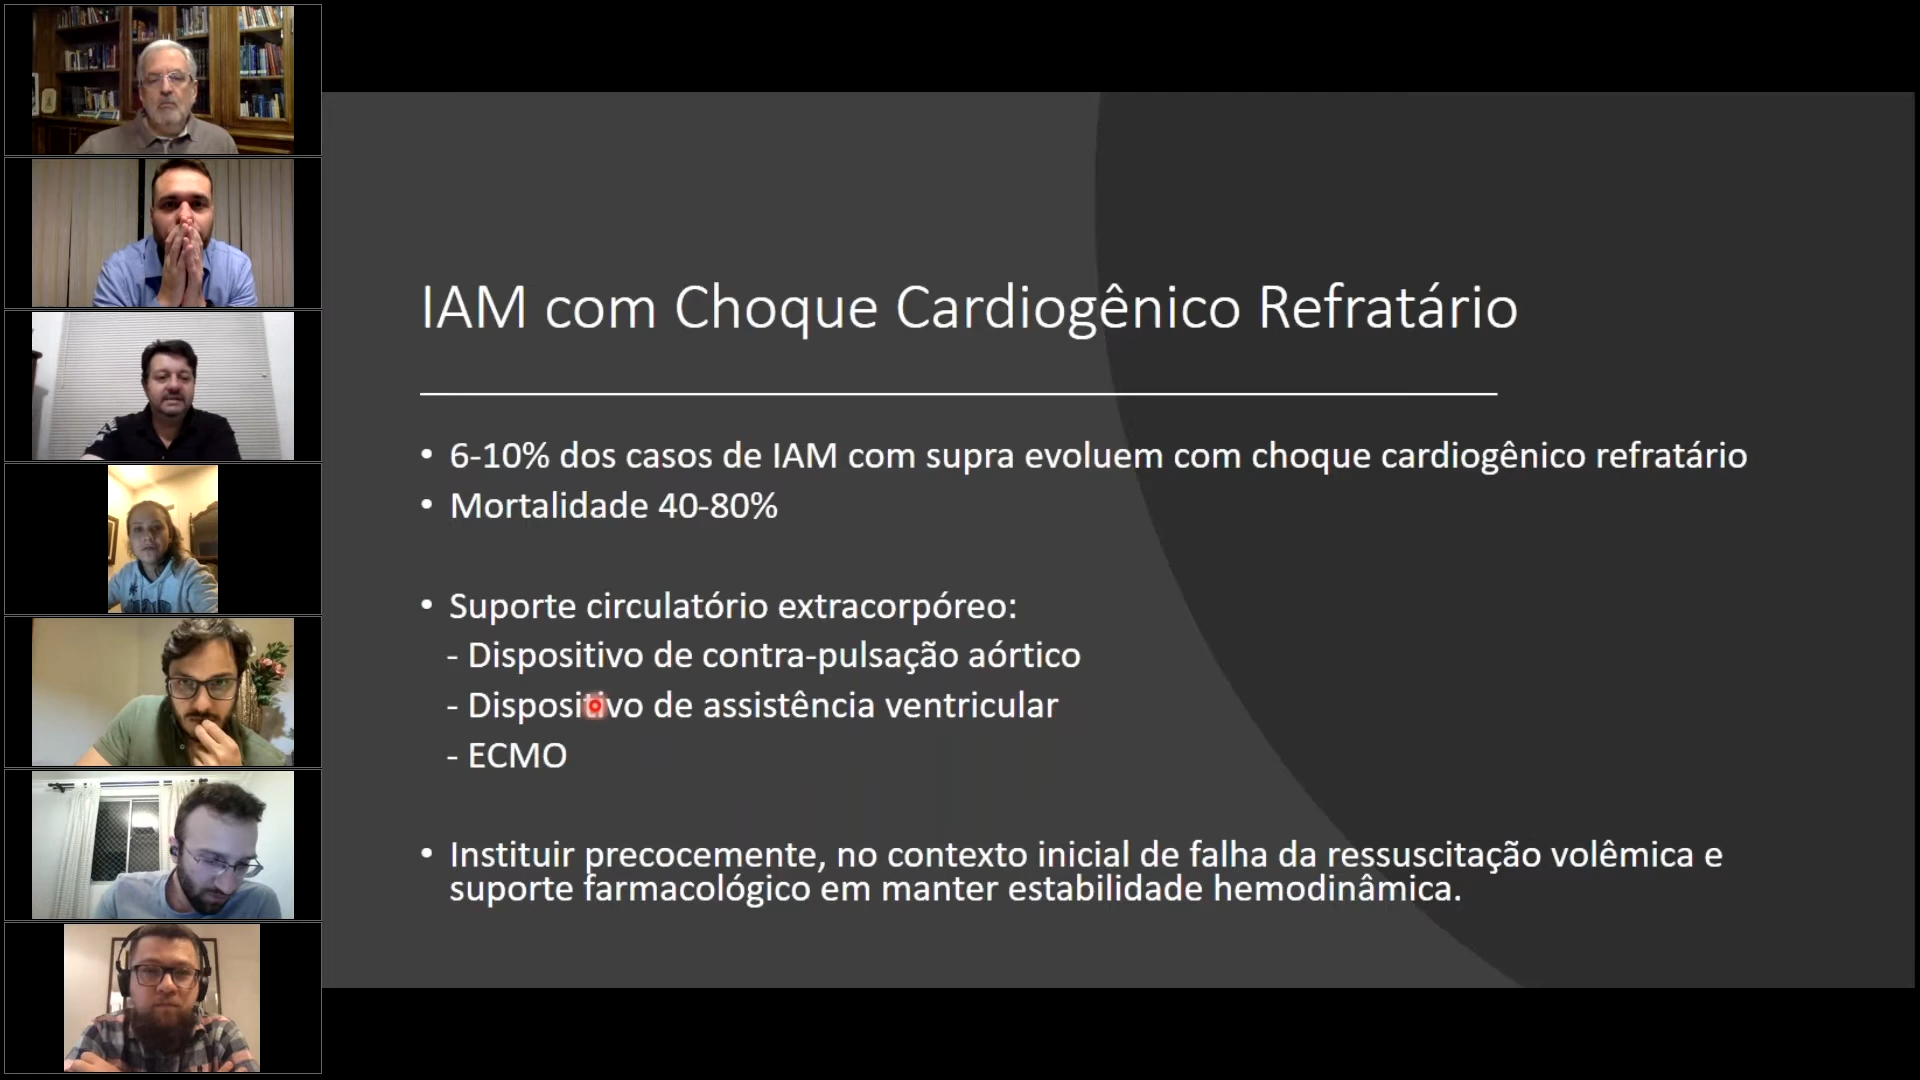 IAM com Choque Cardiogênico Refratário
• 6-10% dos casos de IAM com supra evoluem com choque cardiogênico refratário
• Mortalidade 40-80%
• Suporte circulatório extracorpóreo:
- Dispositivo de contra-pulsação aórtico
- Dispositivo de assistência ventricular
- ECMO
• Instituir precocemente, no contexto inicial de falha da ressuscitação volêmica e
suporte farmacológico em manter estabilidade hemodinâmica.